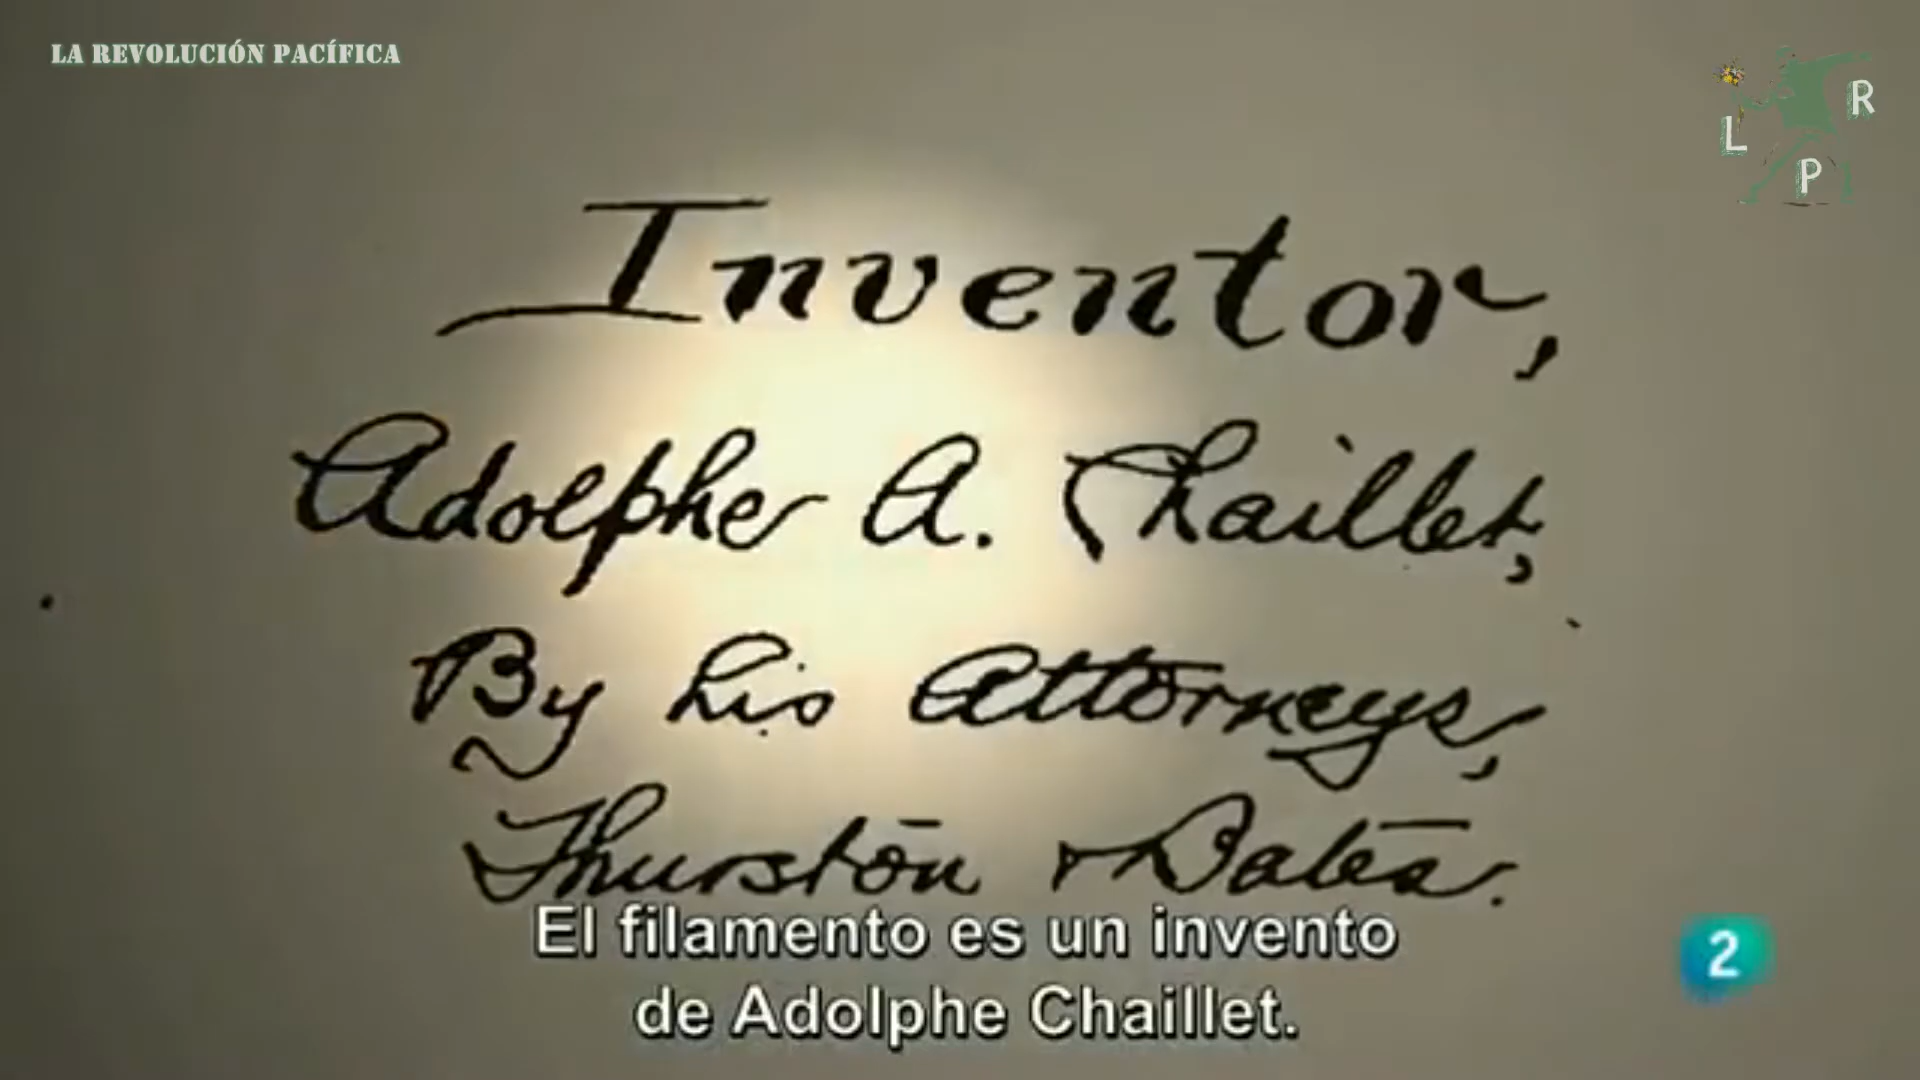 LA REVOLUCIÓN PACÍFICA
L
R
P
Inventor,
Adolphe A. Chaillet,
By his Attorneys,
Thurston & Bates.
El filamento es un invento
de Adolphe Chaillet.
2